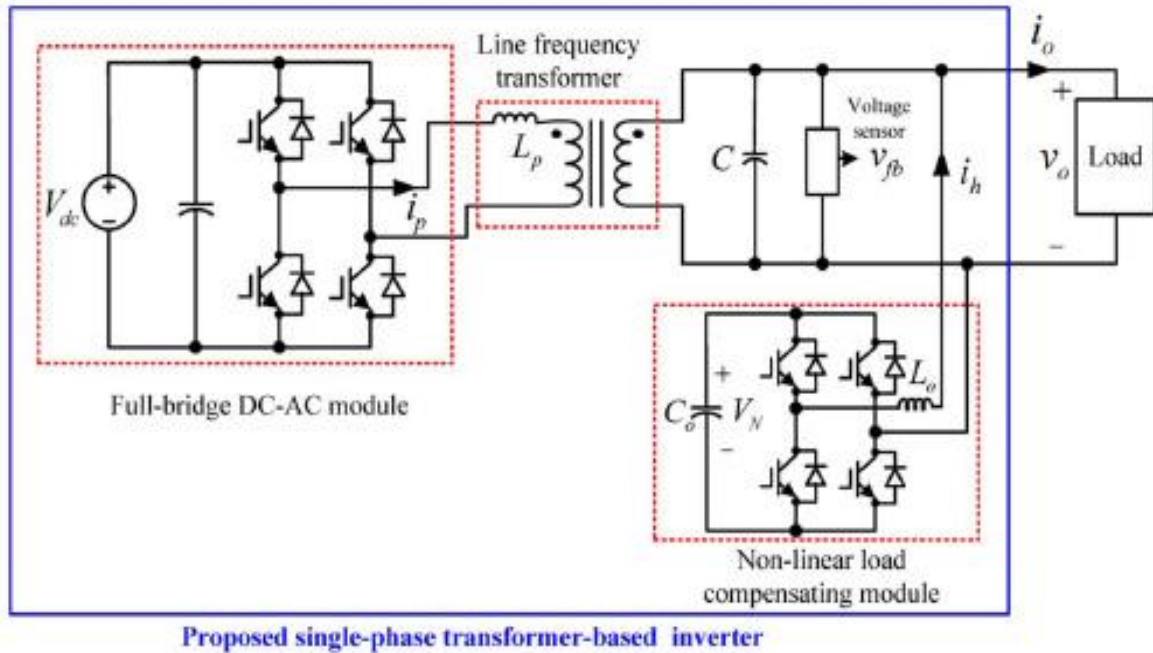 Line frequency
transformer
i_o
+
Voltage
sensor
L_p
C
v_fb
v_o
Load
V_dc
+
−
i_p
i_h
−
L_o
+
C_o
V_N
−
Full-bridge DC-AC module
Non-linear load
compensating module
Proposed single-phase transformer-based inverter